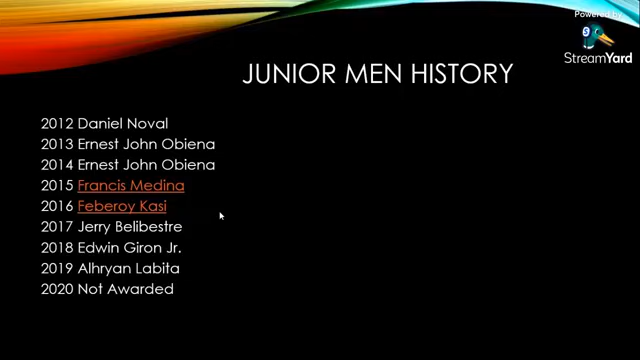 Powered by
StreamYard
JUNIOR MEN HISTORY
2012 Daniel Noval
2013 Ernest John Obiena
2014 Ernest John Obiena
2015 Francis Medina
2016 Feberoy Kasi
2017 Jerry Belibestre
2018 Edwin Giron Jr.
2019 Alhryan Labita
2020 Not Awarded